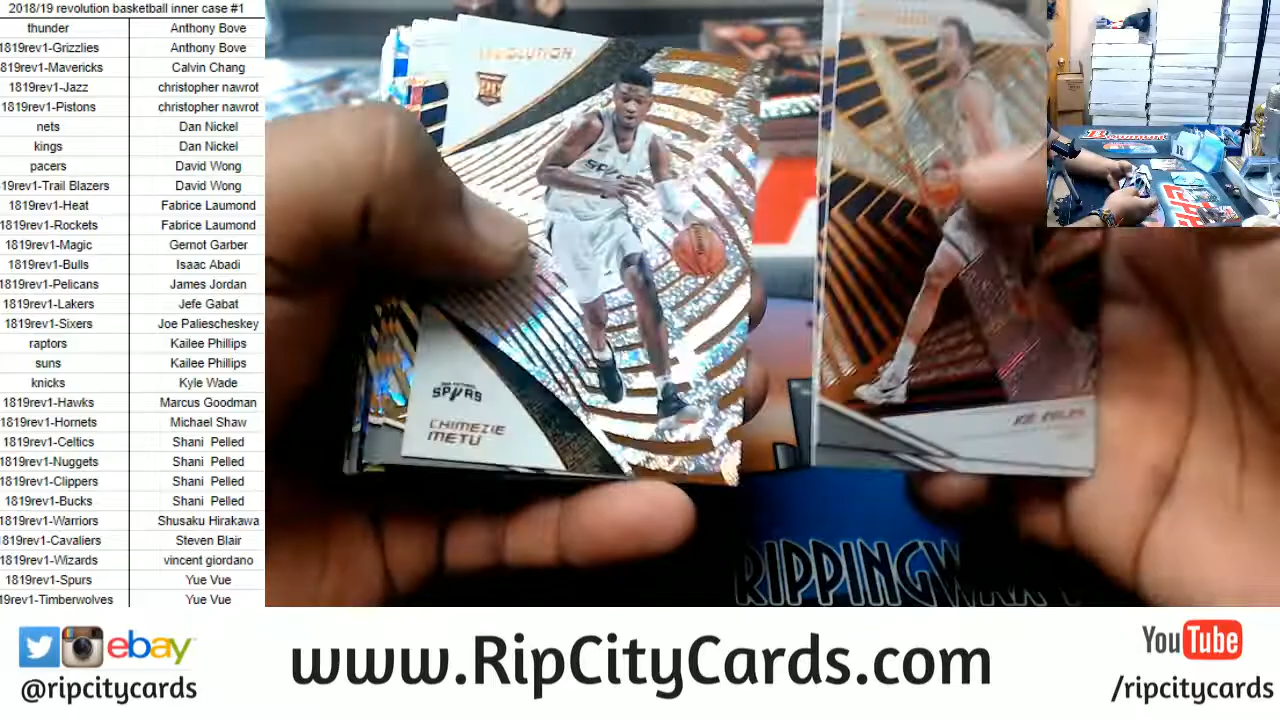 2018/19 revolution basketball inner case #1
thunder Anthony Bove
1819rev1-Grizzlies Anthony Bove
1819rev1-Mavericks Calvin Chang
1819rev1-Jazz christopher nawrot
1819rev1-Pistons christopher nawrot
nets Dan Nickel
kings Dan Nickel
pacers David Wong
19rev1-Trail Blazers David Wong
1819rev1-Heat Fabrice Laumond
1819rev1-Rockets Fabrice Laumond
1819rev1-Magic Gernot Garber
1819rev1-Bulls Isaac Abadi
1819rev1-Pelicans James Jordan
1819rev1-Lakers Jefe Gabat
1819rev1-Sixers Joe Paliescheskey
raptors Kailee Phillips
suns Kailee Phillips
knicks Kyle Wade
1819rev1-Hawks Marcus Goodman
1819rev1-Hornets Michael Shaw
1819rev1-Celtics Shani Pelled
1819rev1-Nuggets Shani Pelled
1819rev1-Clippers Shani Pelled
1819rev1-Bucks Shani Pelled
1819rev1-Warriors Shusaku Hirakawa
1819rev1-Cavaliers Steven Blair
1819rev1-Wizards vincent giordano
1819rev1-Spurs Yue Vue
19rev1-Timberwolves Yue Vue
SPURS
CHIMEZIE
METU
ebay
@ripcitycards
www.RipCityCards.com
YouTube
/ripcitycards